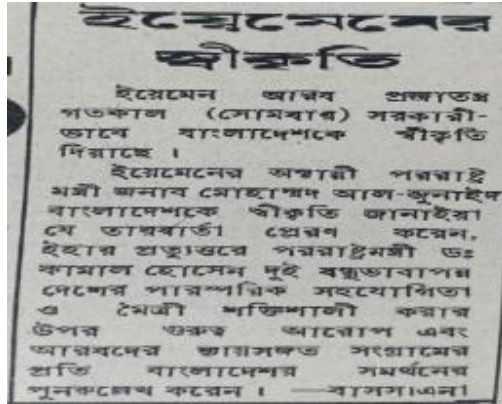 ইয়েমেনের
স্বীকৃতি
ইয়েমেন আরব প্রজাতন্ত্র
গতকাল (সোমবার) সরকারী-
ভাবে বাংলাদেশকে স্বীকৃতি
দিয়াছে ।
ইয়েমেনের অস্থায়ী পররাষ্ট্র
মন্ত্রী জনাব মোহাম্মদ আল-জুনাইদ
বাংলাদেশকে স্বীকৃতি জানাইয়া
যে তারবার্তা প্রেরণ করেন,
ইহার প্রত্যুত্তরে পররাষ্ট্রমন্ত্রী ডঃ
কামাল হোসেন দুই বন্ধুভাবাপন্ন
দেশের পারস্পরিক সহযোগিতা
ও মৈত্রী শক্তিশালী করার
উপর গুরুত্ব আরোপ এবং
আরবদের ন্যায়সঙ্গত সংগ্রামের
প্রতি বাংলাদেশর সমর্থনের
পুনরুল্লেখ করেন । —বাসস।এনা